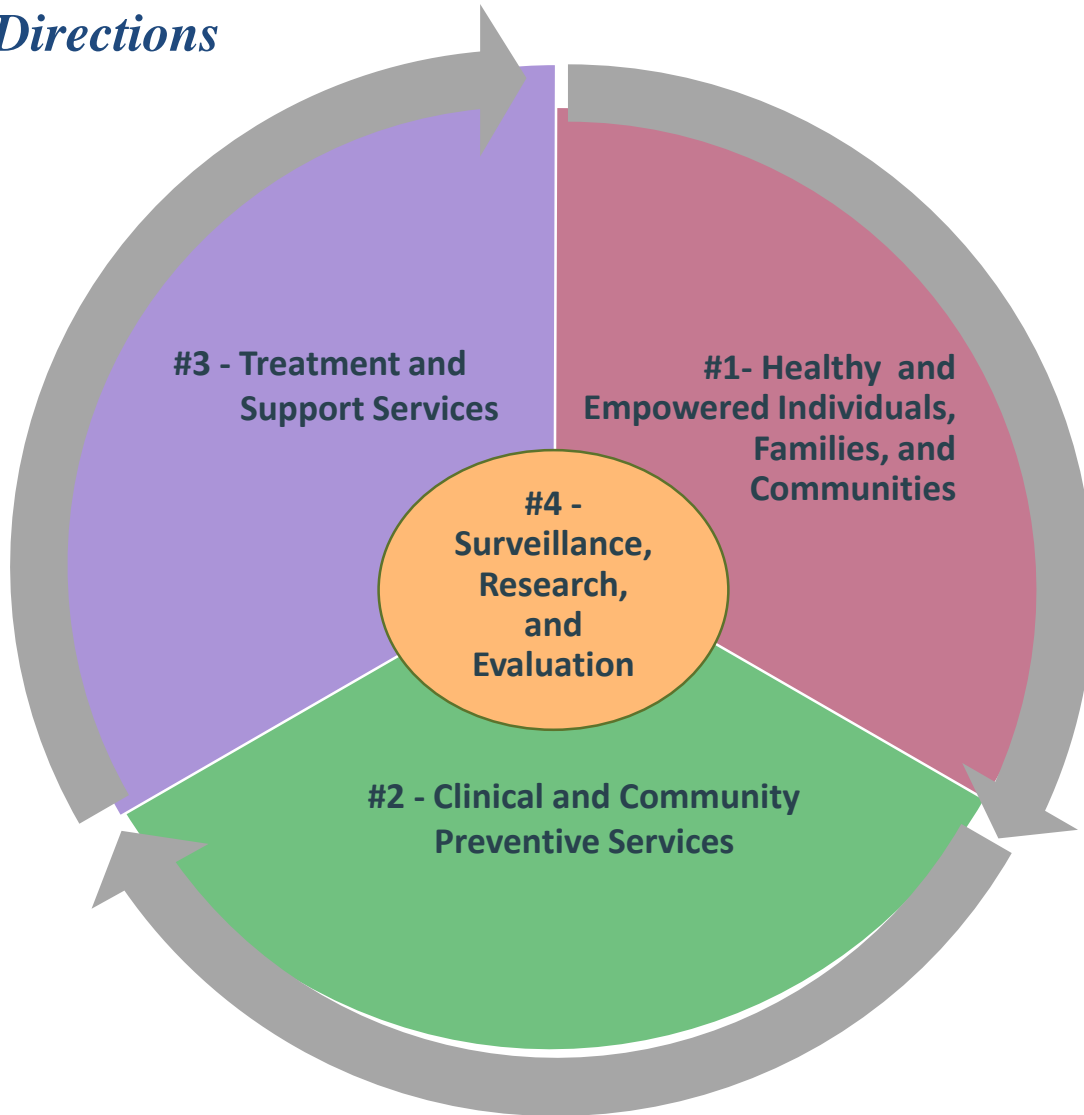 Directions
#3 - Treatment and
Support Services
#1- Healthy  and
Empowered Individuals,
Families, and
Communities
#4 -
Surveillance,
Research,
and
Evaluation
#2 - Clinical and Community
Preventive Services